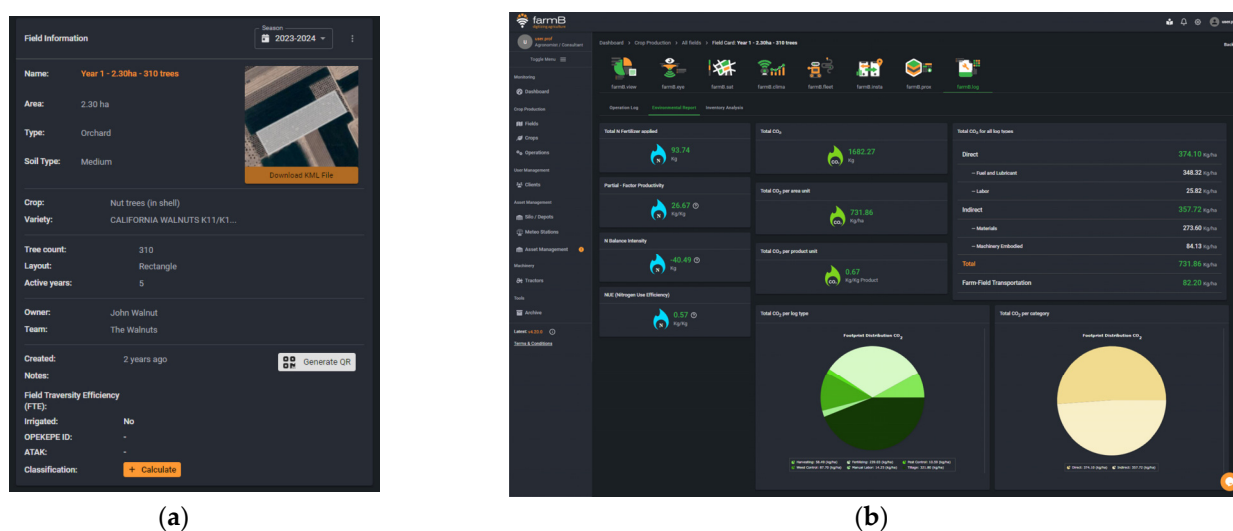 Field Information
Season
2023-2024
Name: Year 1 - 2.30ha - 310 trees
Area: 2.30 ha
Type: Orchard
Soil Type: Medium
Download KML File
Crop: Nut trees (in shell)
Variety: CALIFORNIA WALNUTS K11/K1...
Tree count: 310
Layout: Rectangle
Active years: 5
Owner: John Walnut
Team: The Walnuts
Created: 2 years ago
Generate QR
Notes:
Field Traversity Efficiency
(FTE):
Irrigated: No
OPEKEPE ID: -
ATAK: -
Classification: + Calculate
(a)
farmB
user prof
Agronomist / Consultant
Toggle Menu
Monitoring
Dashboard
Crop Production
Fields
Crops
Operations
User Management
Clients
Asset Management
Silo / Depots
Meteo Stations
Asset Management
Machinery
Tractors
Tools
Archive
Latest: v4.25.0
Terms & Conditions
Dashboard > Crop Production > All fields > Field Card: Year 1 - 2.30ha - 310 trees
farmB.view farmB.eye farmB.sat farmB.clima farmB.fleet farmB.insta farmB.prox farmB.log
Operation Log Environmental Report Inventory Analysis
Total N Fertilizer applied
93.74
Kg
Partial - Factor Productivity
26.67
Kg/Kg
N Balance Intensity
-40.49
Kg
NUE (Nitrogen Use Efficiency)
0.57
Kg/Kg
Total CO₂
1682.27
Kg
Total CO₂ per area unit
731.86
Kg/ha
Total CO₂ per product unit
0.67
Kg/Kg Product
Total CO₂ for all log types
Direct 374.10 Kg/ha
– Fuel and Lubricant 348.32 Kg/ha
– Labor 25.82 Kg/ha
Indirect 357.72 Kg/ha
– Materials 273.60 Kg/ha
– Machinery Embodied 84.13 Kg/ha
Total 731.86 Kg/ha
Farm-Field Transportation 82.20 Kg/ha
Total CO₂ per log type
Footprint Distribution CO₂
Total CO₂ per category
Footprint Distribution CO₂
(b)